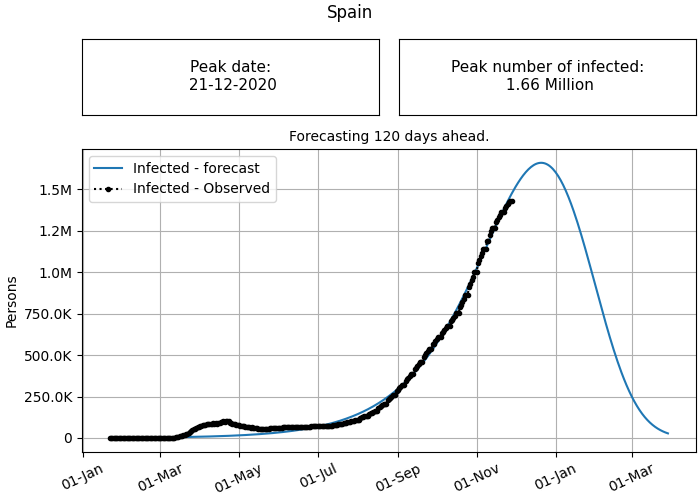 Spain
Peak date:
21-12-2020
Peak number of infected:
1.66 Million
Forecasting 120 days ahead.
Infected - forecast
Infected - Observed
Persons
1.5M
1.2M
1.0M
750.0K
500.0K
250.0K
0
01-Jan
01-Mar
01-May
01-Jul
01-Sep
01-Nov
01-Jan
01-Mar